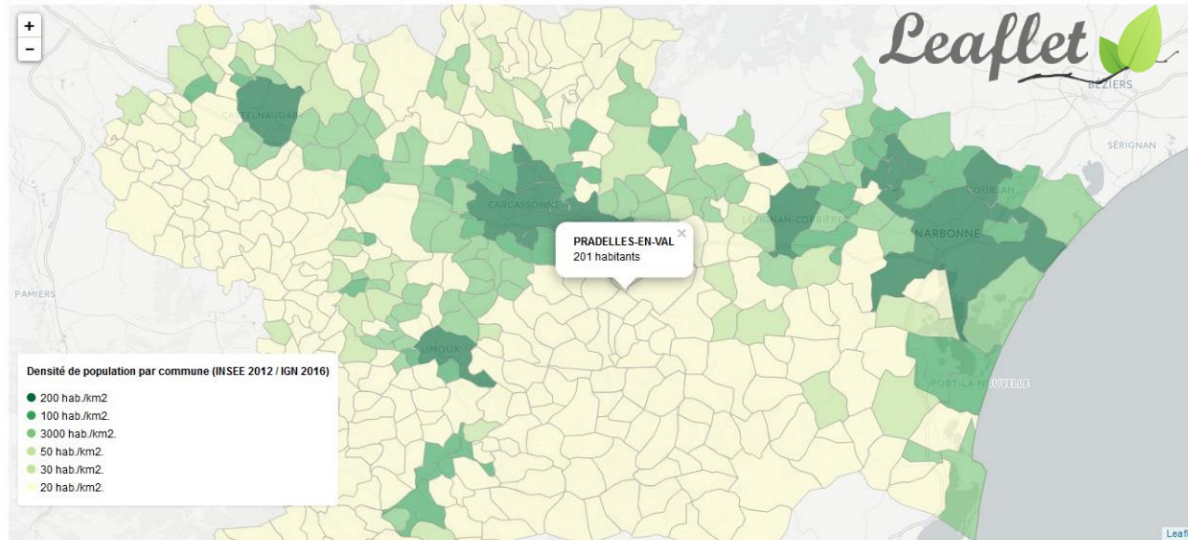 +
−
Leaflet
BÉZIERS
SÉRIGNAN
CASTELNAUDARY
CARCASSONNE
COURSAN
LÉZIGNAN-CORBIÈRES
NARBONNE
PRADELLES-EN-VAL
×
201 habitants
PAMIERS
LIMOUX
PORT-LA-NOUVELLE
Densité de population par commune (INSEE 2012 / IGN 2016)
200 hab./km2
100 hab./km2.
3000 hab./km2.
50 hab./km2.
30 hab./km2.
20 hab./km2.
Leafl